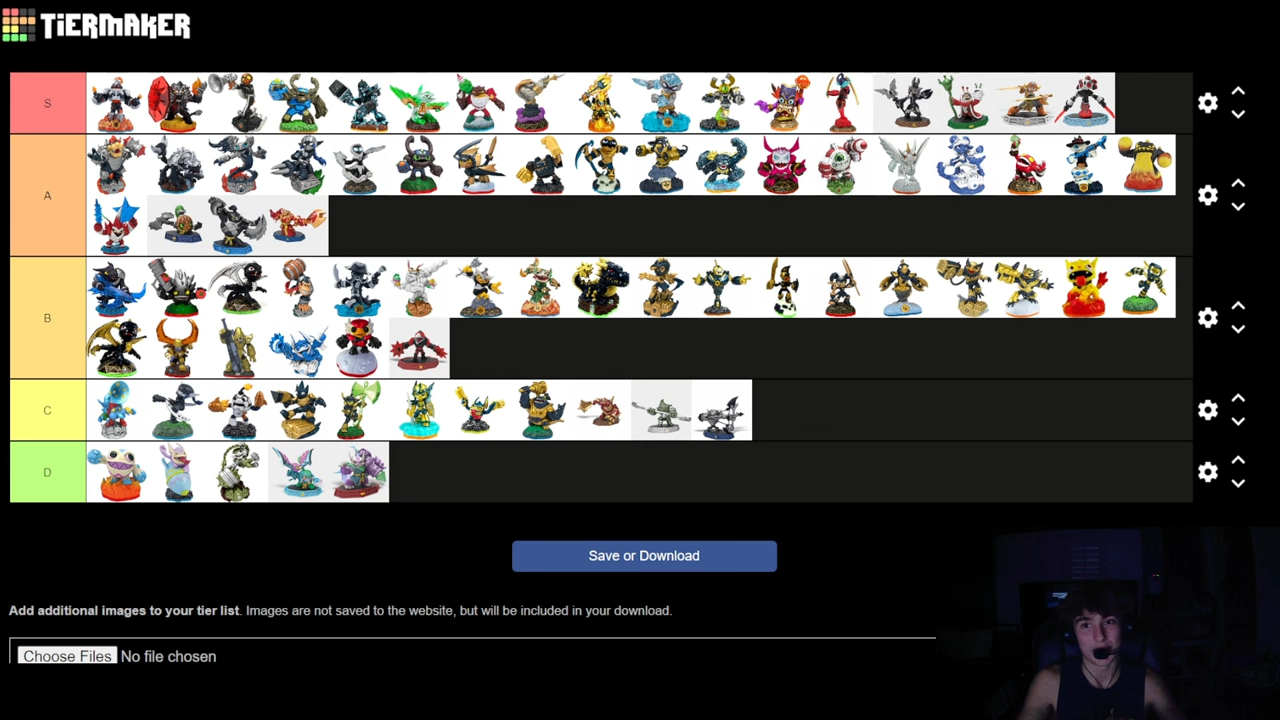 TiERMAKER
S
A
B
C
D
Save or Download
Add additional images to your tier list. Images are not saved to the website, but will be included in your download.
Choose Files No file chosen